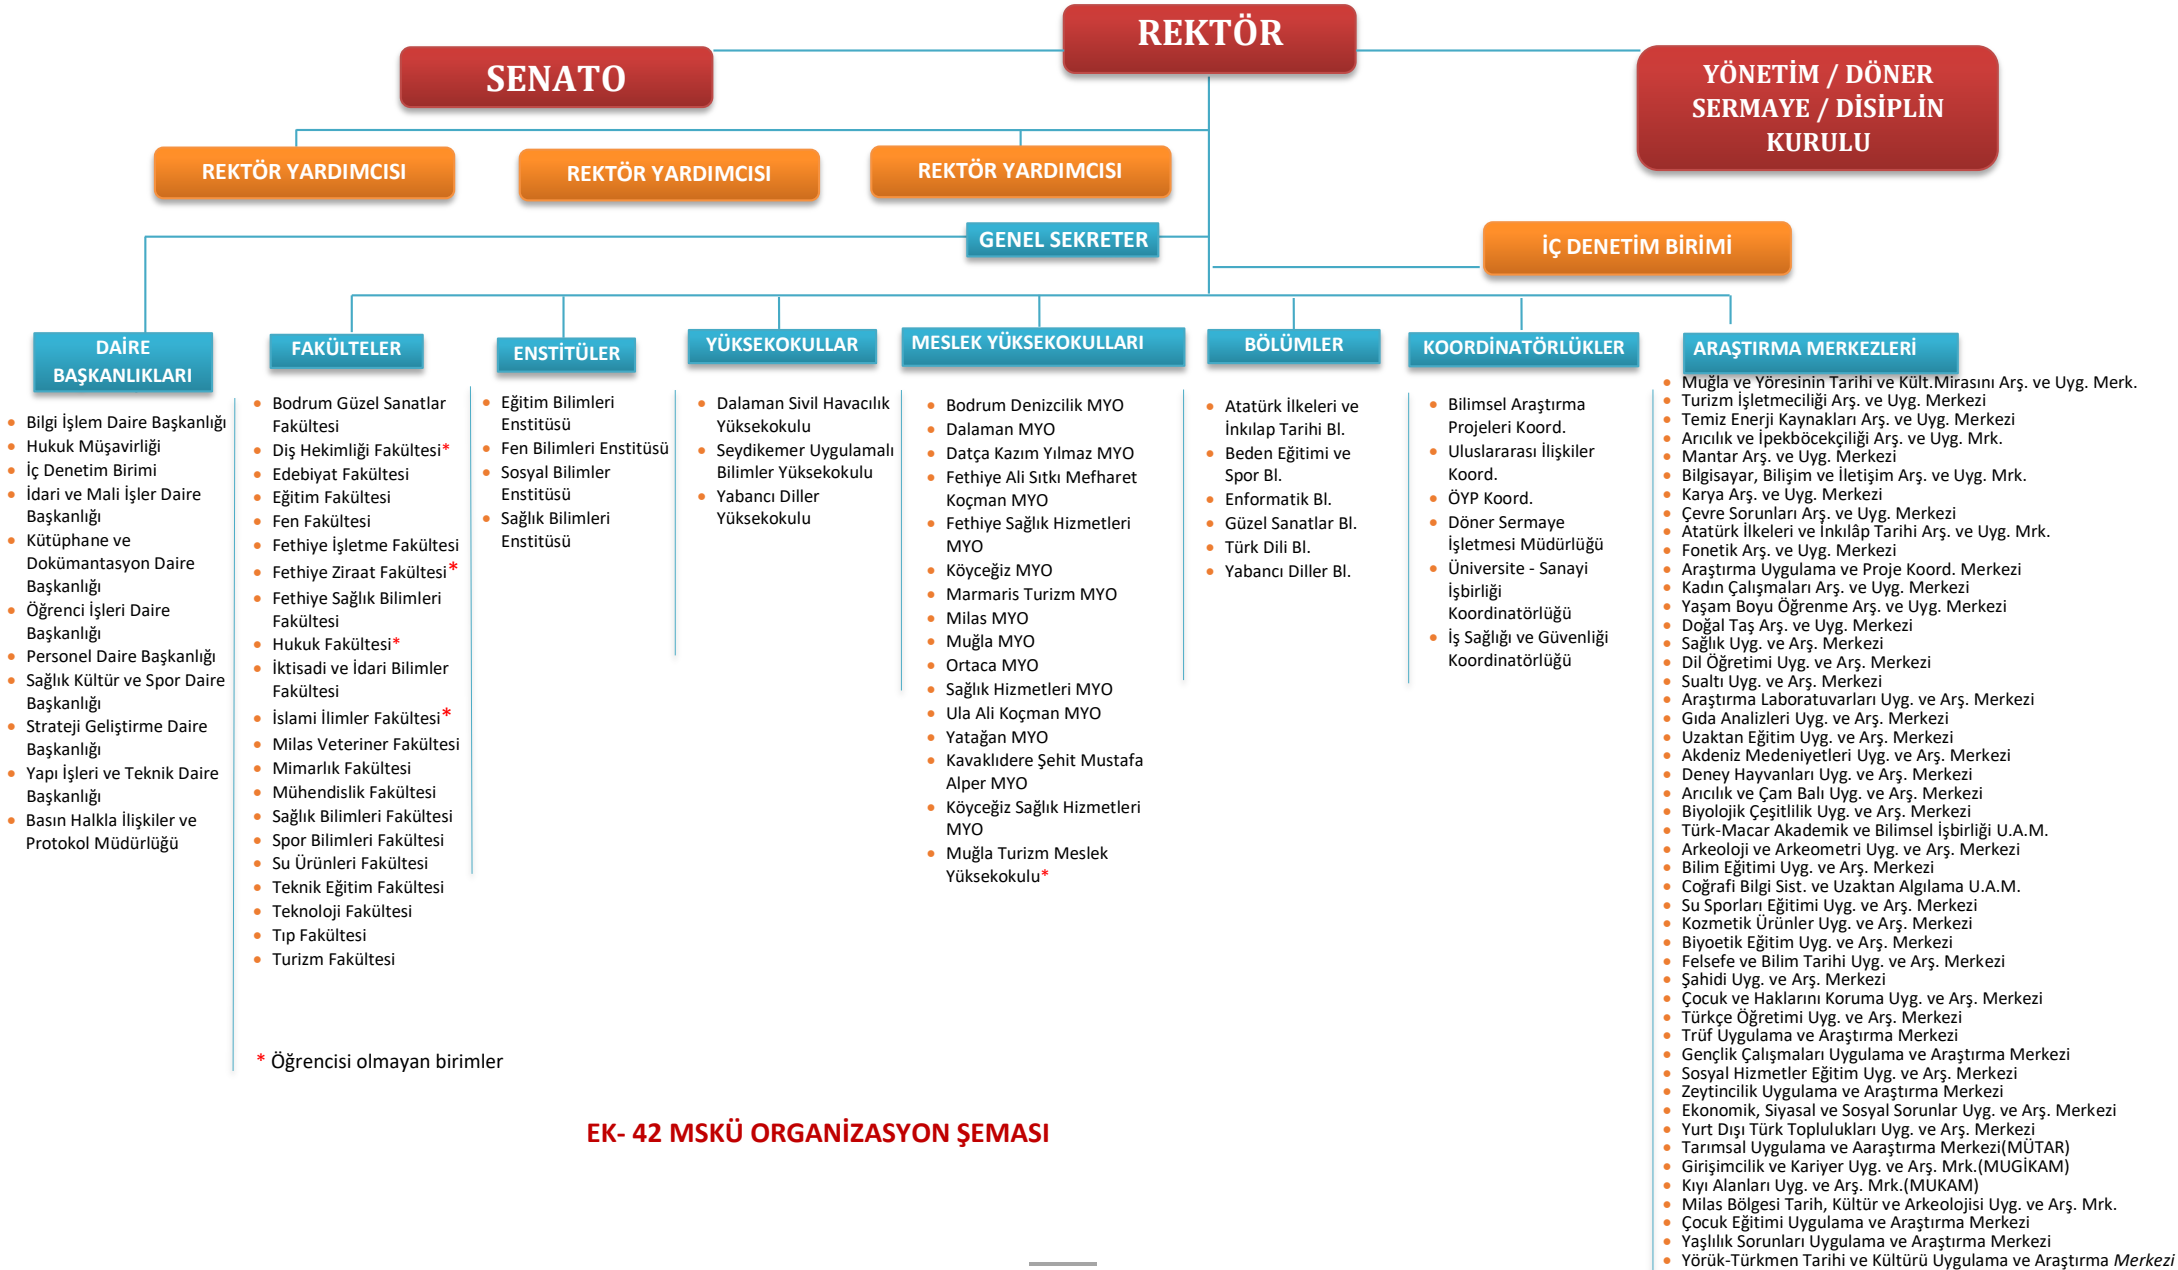 REKTÖR
SENATO
YÖNETİM / DÖNER
SERMAYE / DİSİPLİN
KURULU
REKTÖR YARDIMCISI
REKTÖR YARDIMCISI
REKTÖR YARDIMCISI
GENEL SEKRETER
İÇ DENETİM BİRİMİ
DAİRE
BAŞKANLIKLARI
• Bilgi İşlem Daire Başkanlığı
• Hukuk Müşavirliği
• İç Denetim Birimi
• İdari ve Mali İşler Daire
Başkanlığı
• Kütüphane ve
Dokümantasyon Daire
Başkanlığı
• Öğrenci İşleri Daire
Başkanlığı
• Personel Daire Başkanlığı
• Sağlık Kültür ve Spor Daire
Başkanlığı
• Strateji Geliştirme Daire
Başkanlığı
• Yapı İşleri ve Teknik Daire
Başkanlığı
• Basın Halkla İlişkiler ve
Protokol Müdürlüğü
FAKÜLTELER
• Bodrum Güzel Sanatlar
Fakültesi
• Diş Hekimliği Fakültesi*
• Edebiyat Fakültesi
• Eğitim Fakültesi
• Fen Fakültesi
• Fethiye İşletme Fakültesi
• Fethiye Ziraat Fakültesi*
• Fethiye Sağlık Bilimleri
Fakültesi
• Hukuk Fakültesi*
• İktisadi ve İdari Bilimler
Fakültesi
• İslami İlimler Fakültesi*
• Milas Veteriner Fakültesi
• Mimarlık Fakültesi
• Mühendislik Fakültesi
• Sağlık Bilimleri Fakültesi
• Spor Bilimleri Fakültesi
• Su Ürünleri Fakültesi
• Teknik Eğitim Fakültesi
• Teknoloji Fakültesi
• Tıp Fakültesi
• Turizm Fakültesi
* Öğrencisi olmayan birimler
ENSTİTÜLER
• Eğitim Bilimleri
Enstitüsü
• Fen Bilimleri Enstitüsü
• Sosyal Bilimler
Enstitüsü
• Sağlık Bilimleri
Enstitüsü
YÜKSEKOKULLAR
• Dalaman Sivil Havacılık
Yüksekokulu
• Seydikemer Uygulamalı
Bilimler Yüksekokulu
• Yabancı Diller
Yüksekokulu
MESLEK YÜKSEKOKULLARI
• Bodrum Denizcilik MYO
• Dalaman MYO
• Datça Kazım Yılmaz MYO
• Fethiye Ali Sıtkı Mefharet
Koçman MYO
• Fethiye Sağlık Hizmetleri
MYO
• Köyceğiz MYO
• Marmaris Turizm MYO
• Milas MYO
• Muğla MYO
• Ortaca MYO
• Sağlık Hizmetleri MYO
• Ula Ali Koçman MYO
• Yatağan MYO
• Kavaklıdere Şehit Mustafa
Alper MYO
• Köyceğiz Sağlık Hizmetleri
MYO
• Muğla Turizm Meslek
Yüksekokulu*
BÖLÜMLER
• Atatürk İlkeleri ve
İnkılap Tarihi Bl.
• Beden Eğitimi ve
Spor Bl.
• Enformatik Bl.
• Güzel Sanatlar Bl.
• Türk Dili Bl.
• Yabancı Diller Bl.
KOORDİNATÖRLÜKLER
• Bilimsel Araştırma
Projeleri Koord.
• Uluslararası İlişkiler
Koord.
• ÖYP Koord.
• Döner Sermaye
İşletmesi Müdürlüğü
• Üniversite - Sanayi
İşbirliği
Koordinatörlüğü
• İş Sağlığı ve Güvenliği
Koordinatörlüğü
ARAŞTIRMA MERKEZLERİ
• Muğla ve Yöresinin Tarihi ve Kült.Mirasını Arş. ve Uyg. Merk.
• Turizm İşletmeciliği Arş. ve Uyg. Merkezi
• Temiz Enerji Kaynakları Arş. ve Uyg. Merkezi
• Arıcılık ve İpekböcekçiliği Arş. ve Uyg. Mrk.
• Mantar Arş. ve Uyg. Merkezi
• Bilgisayar, Bilişim ve İletişim Arş. ve Uyg. Mrk.
• Karya Arş. ve Uyg. Merkezi
• Çevre Sorunları Arş. ve Uyg. Merkezi
• Atatürk İlkeleri ve İnkılâp Tarihi Arş. ve Uyg. Mrk.
• Fonetik Arş. ve Uyg. Merkezi
• Araştırma Uygulama ve Proje Koord. Merkezi
• Kadın Çalışmaları Arş. ve Uyg. Merkezi
• Yaşam Boyu Öğrenme Arş. ve Uyg. Merkezi
• Doğal Taş Arş. ve Uyg. Merkezi
• Sağlık Uyg. ve Arş. Merkezi
• Dil Öğretimi Uyg. ve Arş. Merkezi
• Sualtı Uyg. ve Arş. Merkezi
• Araştırma Laboratuvarları Uyg. ve Arş. Merkezi
• Gıda Analizleri Uyg. ve Arş. Merkezi
• Uzaktan Eğitim Uyg. ve Arş. Merkezi
• Akdeniz Medeniyetleri Uyg. ve Arş. Merkezi
• Deney Hayvanları Uyg. ve Arş. Merkezi
• Arıcılık ve Çam Balı Uyg. ve Arş. Merkezi
• Biyolojik Çeşitlilik Uyg. ve Arş. Merkezi
• Türk-Macar Akademik ve Bilimsel İşbirliği U.A.M.
• Arkeoloji ve Arkeometri Uyg. ve Arş. Merkezi
• Bilim Eğitimi Uyg. ve Arş. Merkezi
• Coğrafi Bilgi Sist. ve Uzaktan Algılama U.A.M.
• Su Sporları Eğitimi Uyg. ve Arş. Merkezi
• Kozmetik Ürünler Uyg. ve Arş. Merkezi
• Biyoetik Eğitim Uyg. ve Arş. Merkezi
• Felsefe ve Bilim Tarihi Uyg. ve Arş. Merkezi
• Şahidi Uyg. ve Arş. Merkezi
• Çocuk ve Haklarını Koruma Uyg. ve Arş. Merkezi
• Türkçe Öğretimi Uyg. ve Arş. Merkezi
• Trüf Uygulama ve Araştırma Merkezi
• Gençlik Çalışmaları Uygulama ve Araştırma Merkezi
• Sosyal Hizmetler Eğitim Uyg. ve Arş. Merkezi
• Zeytincilik Uygulama ve Araştırma Merkezi
• Ekonomik, Siyasal ve Sosyal Sorunlar Uyg. ve Arş. Merkezi
• Yurt Dışı Türk Toplulukları Uyg. ve Arş. Merkezi
• Tarımsal Uygulama ve Aaraştırma Merkezi(MÜTAR)
• Girişimcilik ve Kariyer Uyg. ve Arş. Mrk.(MUGİKAM)
• Kıyı Alanları Uyg. ve Arş. Mrk.(MUKAM)
• Milas Bölgesi Tarih, Kültür ve Arkeolojisi Uyg. ve Arş. Mrk.
• Çocuk Eğitimi Uygulama ve Araştırma Merkezi
• Yaşlılık Sorunları Uygulama ve Araştırma Merkezi
• Yörük-Türkmen Tarihi ve Kültürü Uygulama ve Araştırma Merkezi
EK- 42 MSKÜ ORGANİZASYON ŞEMASI